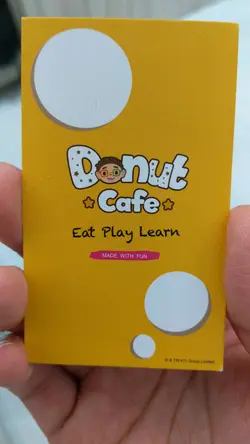 Donut
Cafe
Eat Play Learn
MADE WITH FUN